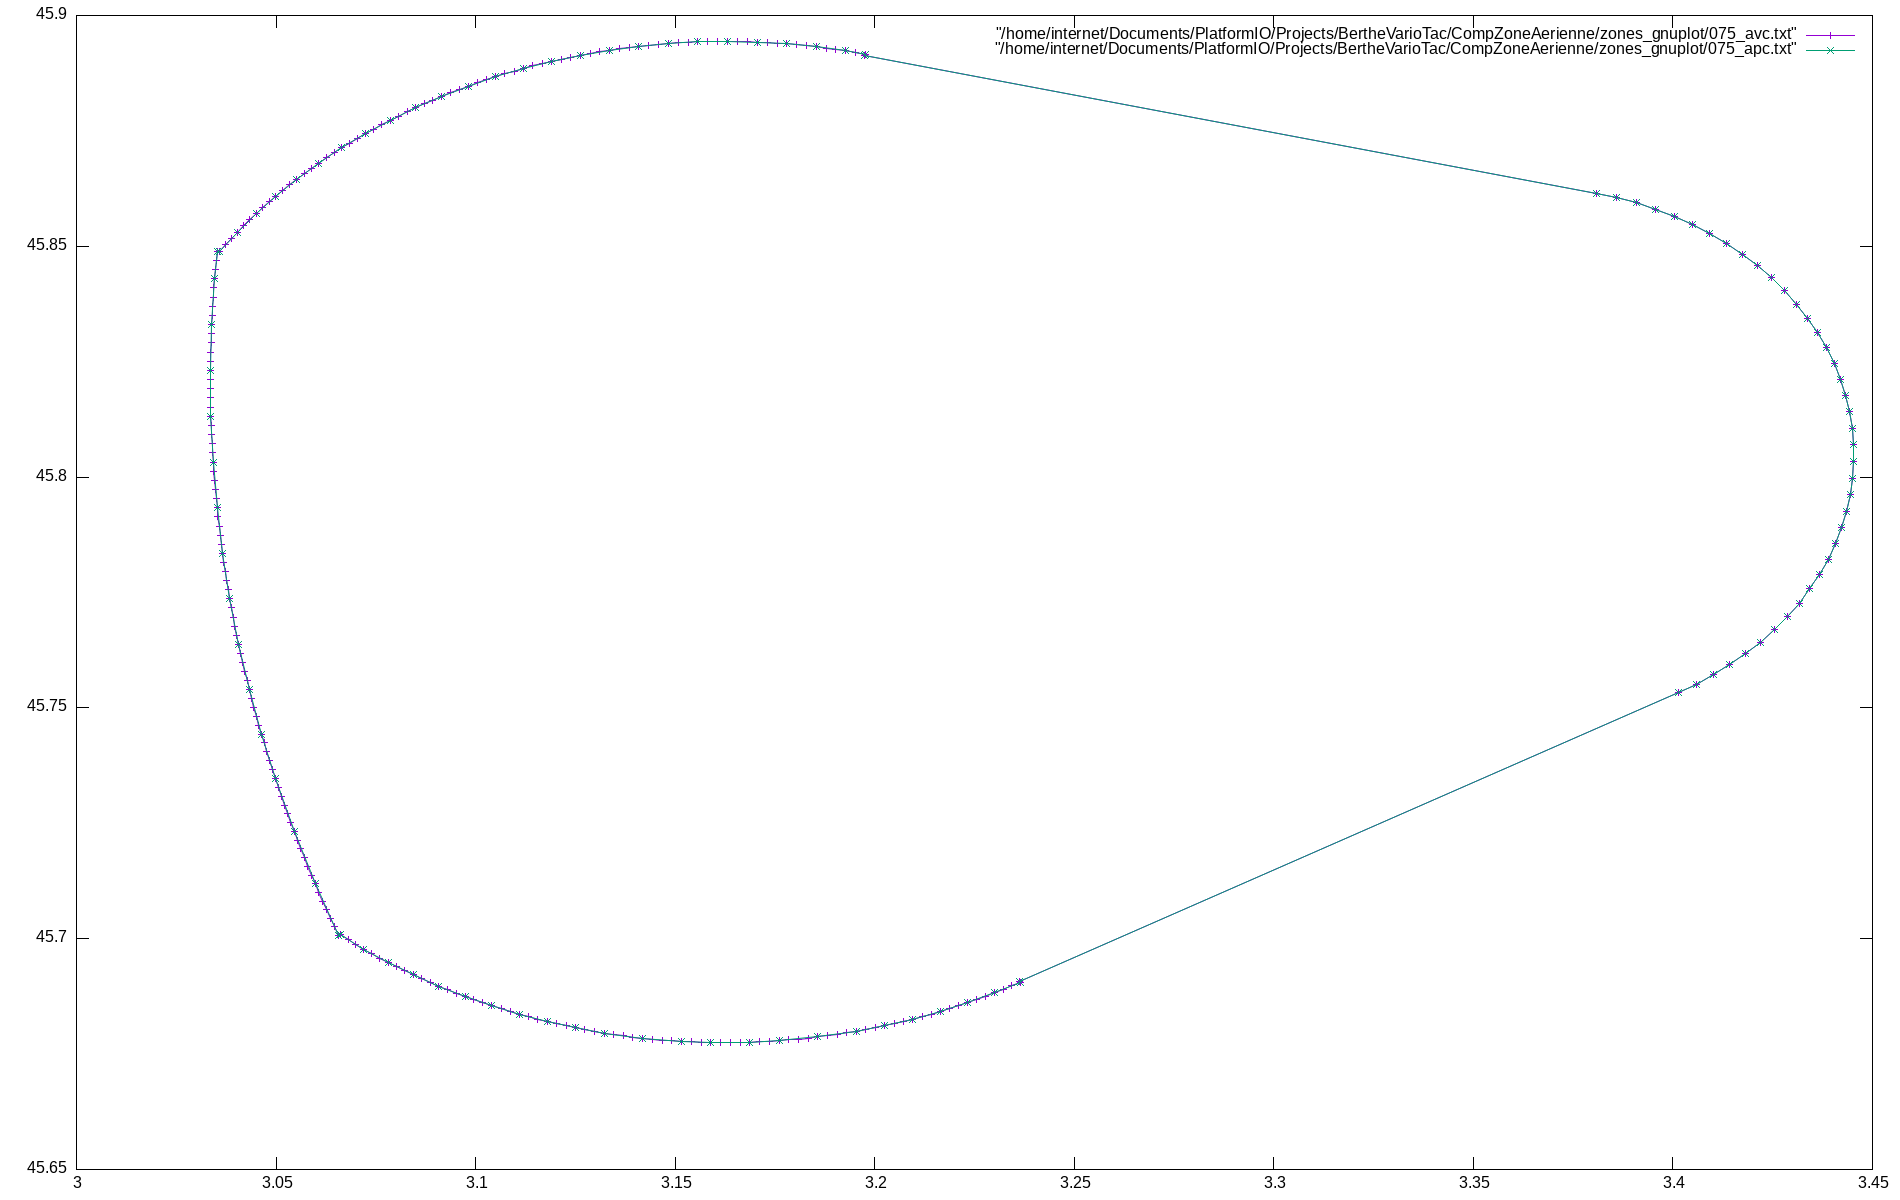 45.9
"/home/internet/Documents/PlatformIO/Projects/BertheVarioTac/CompZoneAerienne/zones_gnuplot/075_avc.txt"
"/home/internet/Documents/PlatformIO/Projects/BertheVarioTac/CompZoneAerienne/zones_gnuplot/075_apc.txt"
45.85
45.8
45.75
45.7
45.65
3 3.05 3.1 3.15 3.2 3.25 3.3 3.35 3.4 3.45